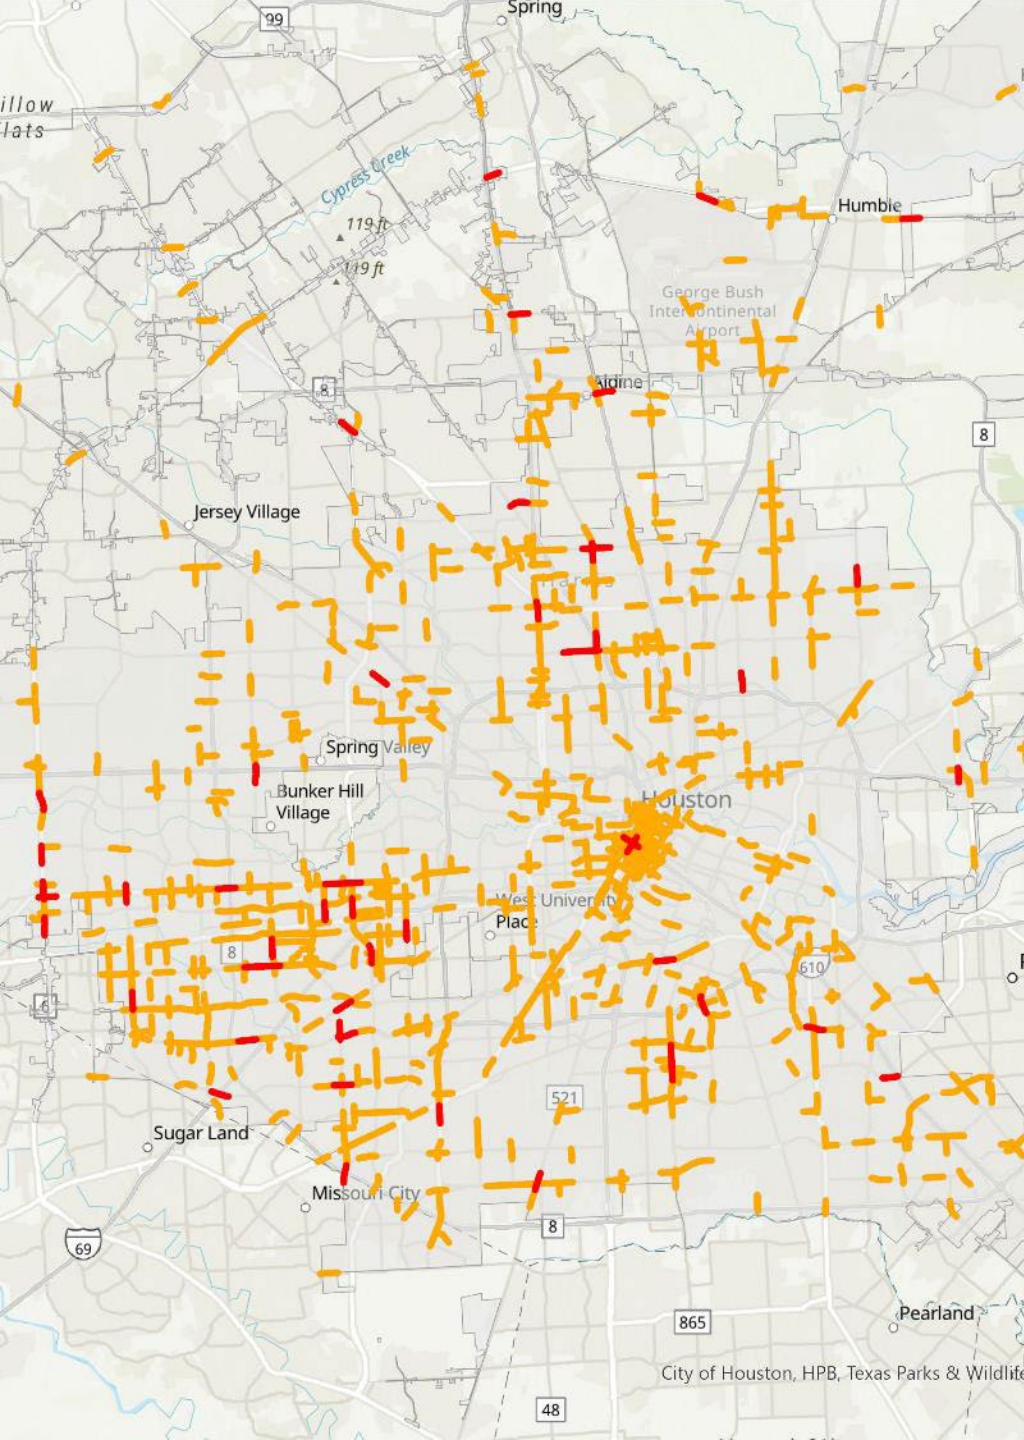 Spring
99
illow
lats
Cypress Creek
119 ft
Humble
119 ft
George Bush
Intercontinental
Airport
8
Aldine
8
Jersey Village
Harris
Spring Valley
Bunker Hill
Village
Houston
West University
Place
8
610
6
521
Sugar Land
Missouri City
8
69
865
Pearland
City of Houston, HPB, Texas Parks & Wildlife
48